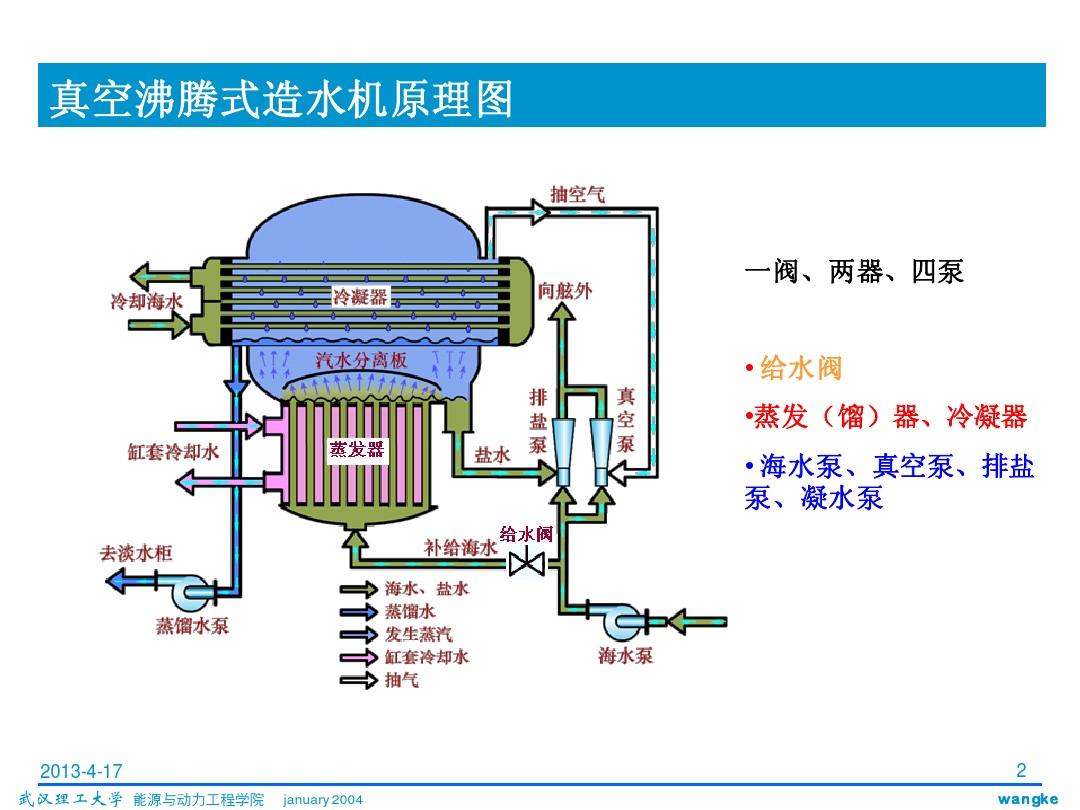 真空沸腾式造水机原理图
抽空气
冷却海水
冷凝器
向舷外
一阀、两器、四泵
汽水分离板
• 给水阀
排盐泵
真空泵
•蒸发（馏）器、冷凝器
缸套冷却水
蒸发器
盐水
• 海水泵、真空泵、排盐
泵、凝水泵
给水阀
去淡水柜
补给海水
海水、盐水
蒸馏水
蒸馏水泵
发生蒸汽
缸套冷却水
海水泵
抽气
2013-4-17
2
武汉理工大学 能源与动力工程学院 january 2004
wangke